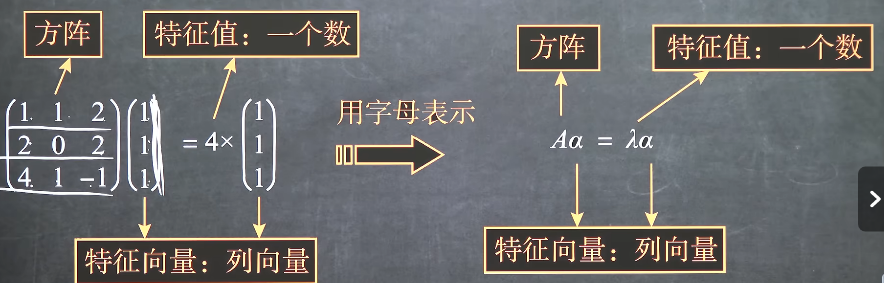 方阵
特征值：一个数
方阵
特征值：一个数
1 1 2
2 0 2
4 1 -1
1
1
1
= 4×
1
1
1
用字母表示
Aα = λα
特征向量：列向量
特征向量：列向量